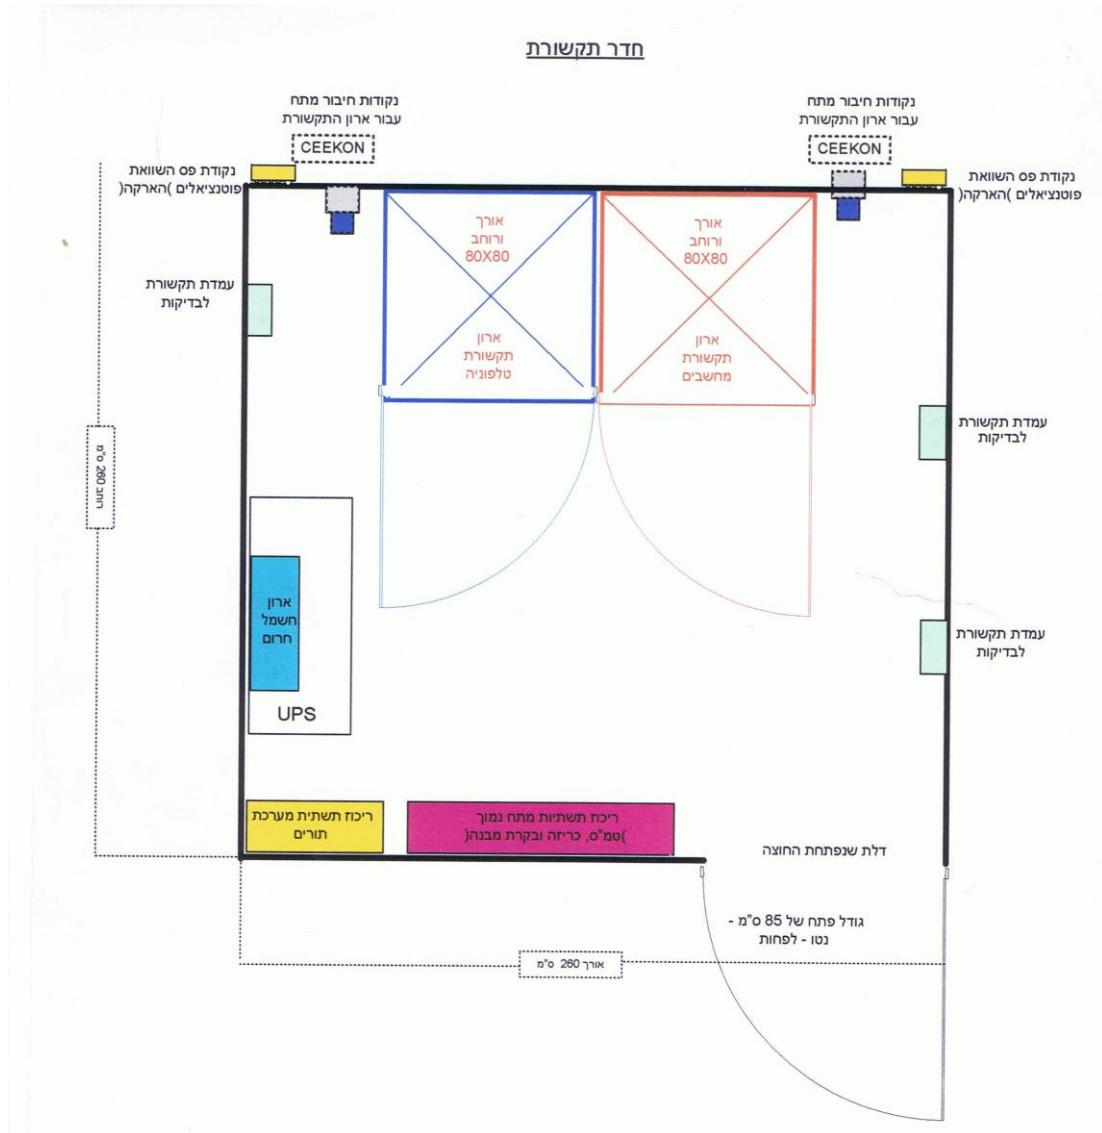 חדר תקשורת
נקודות חיבור מתח
עבור ארון התקשורת
CEEKON
נקודות חיבור מתח
עבור ארון התקשורת
CEEKON
נקודת פס השוואת
פוטנציאלים )הארקה(
נקודת פס השוואת
פוטנציאלים )הארקה(
אורך
ורוחב
80X80
ארון
תקשורת
מחשבים
אורך
ורוחב
80X80
ארון
תקשורת
טלפוניה
עמדת תקשורת
לבדיקות
עמדת תקשורת
לבדיקות
עמדת תקשורת
לבדיקות
רוחב 260 ס"מ
ארון
חשמל
חרום
UPS
ריכוז תשתיות מתח נמוך
)טמ"ס, כריזה ובקרת מבנה(
ריכוז תשתית מערכת
תורים
דלת שנפתחת החוצה
גודל פתח של 85 ס"מ -
נטו - לפחות
אורך 260 ס"מ